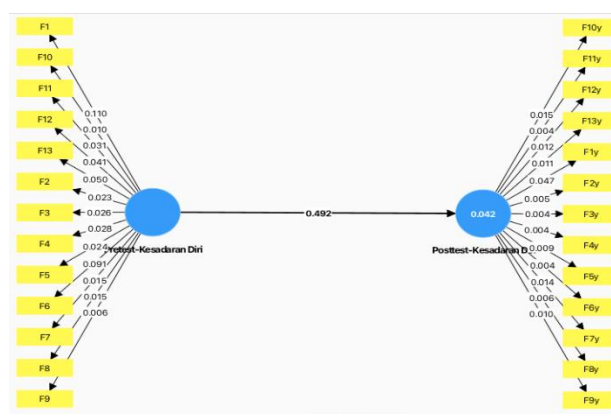 F1
F10
F11
F12
F13
F2
F3
F4
F5
F6
F7
F8
F9
0.110
0.010
0.031
0.041
0.050
0.023
0.026
0.028
0.024
0.091
0.015
0.015
0.006
retest-Kesadaran Diri
0.492
0.042
Posttest-Kesadaran D
0.015
0.004
0.012
0.011
0.047
0.005
0.004
0.004
0.009
0.004
0.014
0.006
0.010
F10y
F11y
F12y
F13y
F1y
F2y
F3y
F4y
F5y
F6y
F7y
F8y
F9y